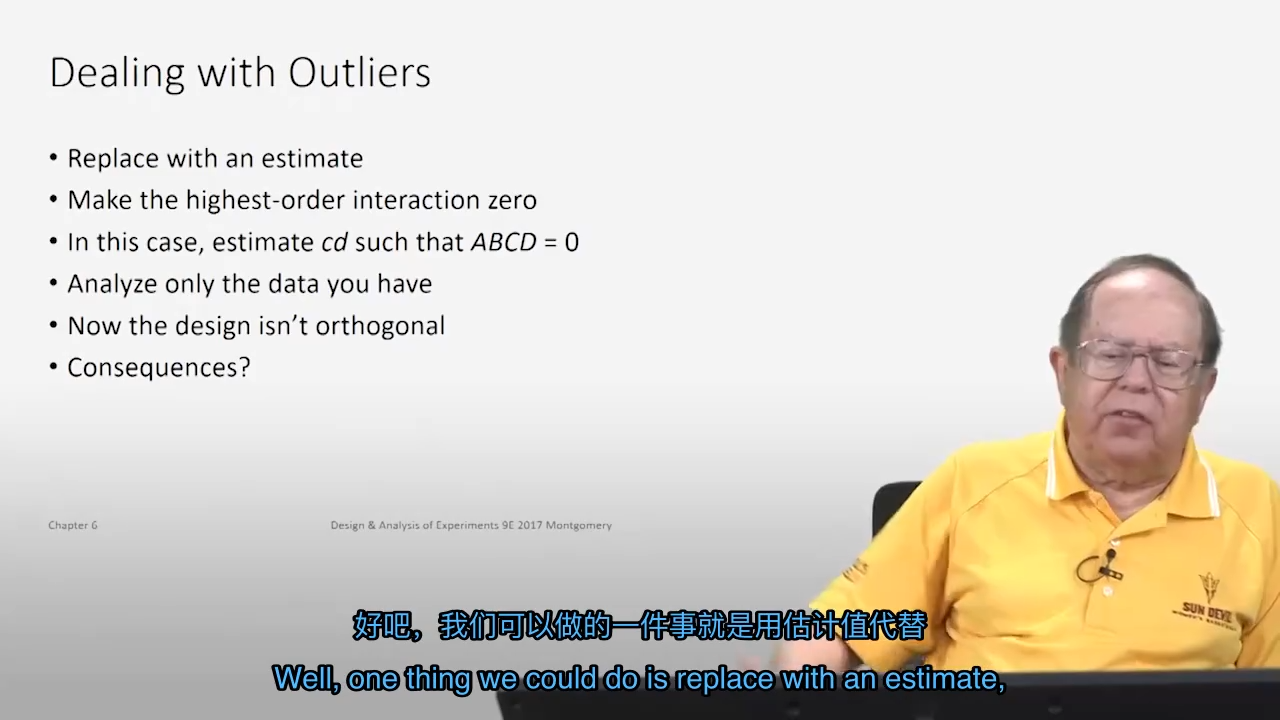 Dealing with Outliers
• Replace with an estimate
• Make the highest-order interaction zero
• In this case, estimate cd such that ABCD = 0
• Analyze only the data you have
• Now the design isn’t orthogonal
• Consequences?
Chapter 6
Design & Analysis of Experiments 9E 2017 Montgomery
SUN DEVIL
好吧，我们可以做的一件事就是用估计值代替
Well, one thing we could do is replace with an estimate,